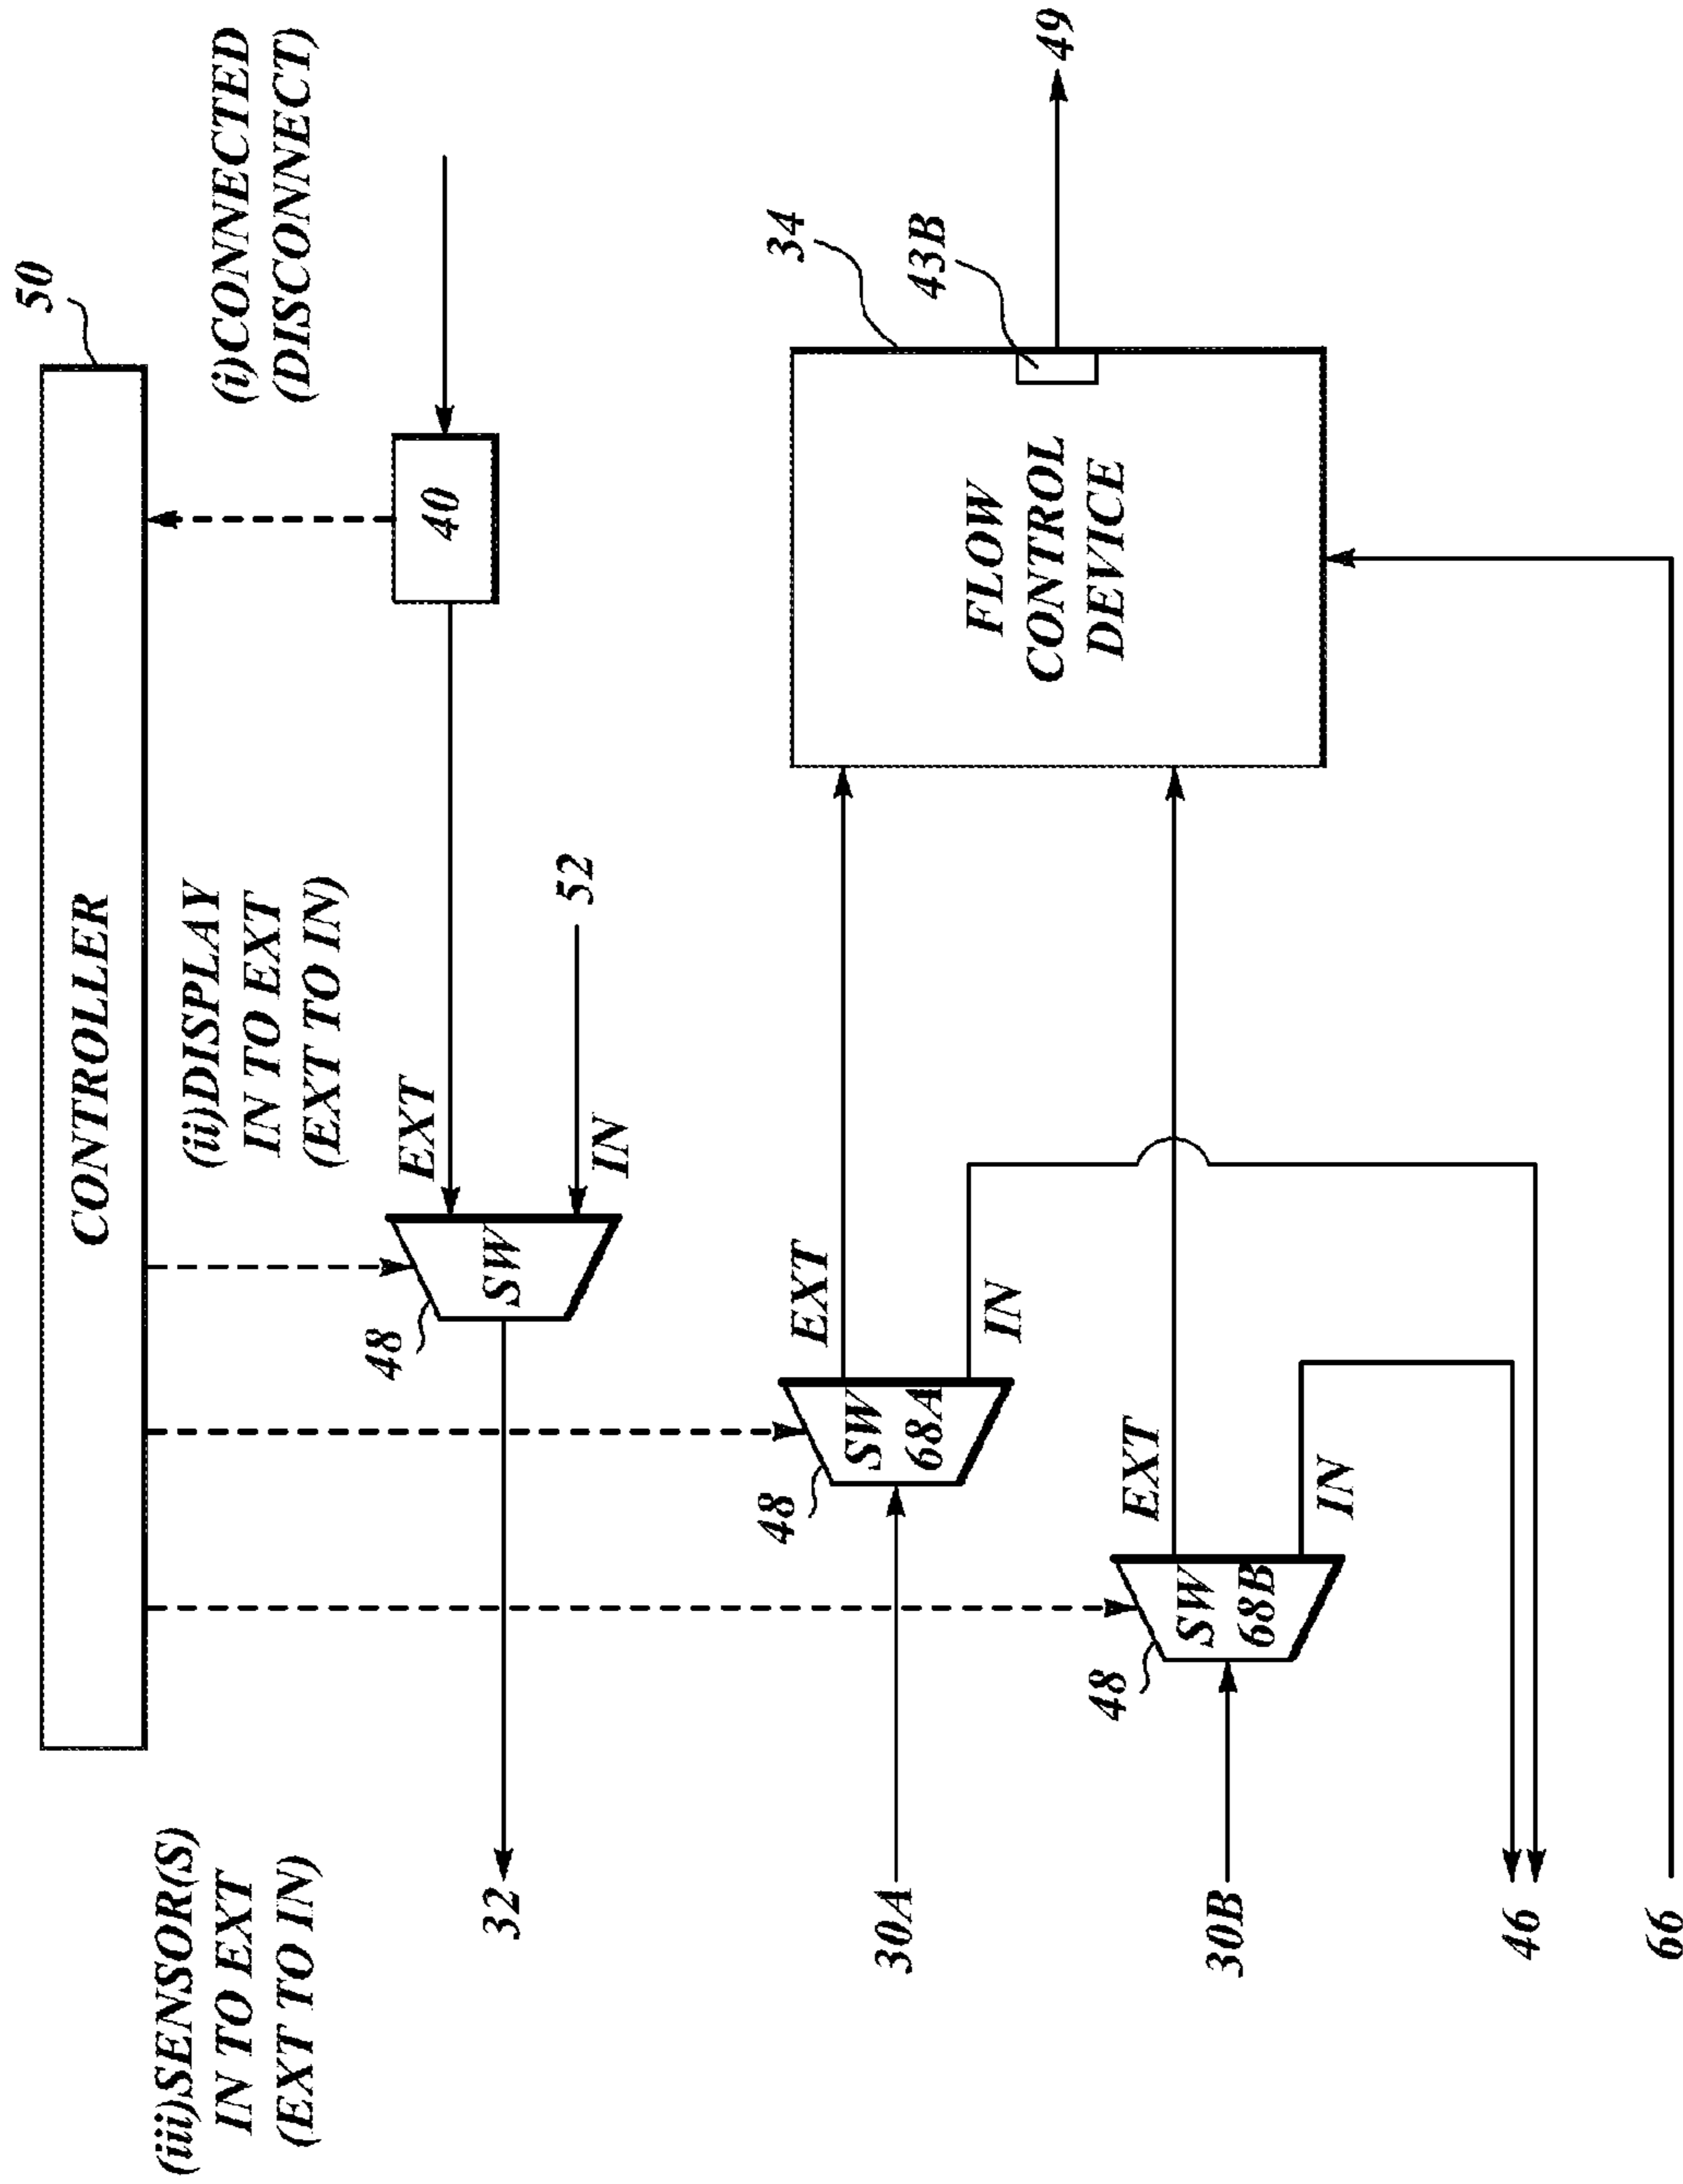 50
CONTROLLER
(i)CONNECTED
(DISCONNECT)
(ii)DISPLAY
IN TO EXT
(EXT TO IN)
(iii)SENSOR(S)
IN TO EXT
(EXT TO IN)
40
EXT
52
IN
SW
48
32
34
43B
49
FLOW
CONTROL
DEVICE
EXT
IN
SW
68A
48
30A
EXT
IN
SW
68B
48
30B
46
66